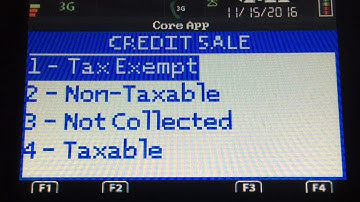 3G
3G
11/15/2016
Core App
CREDIT SALE
1 - Tax Exempt
2 - Non-Taxable
3 - Not Collected
4 - Taxable
F1 F2 F3 F4